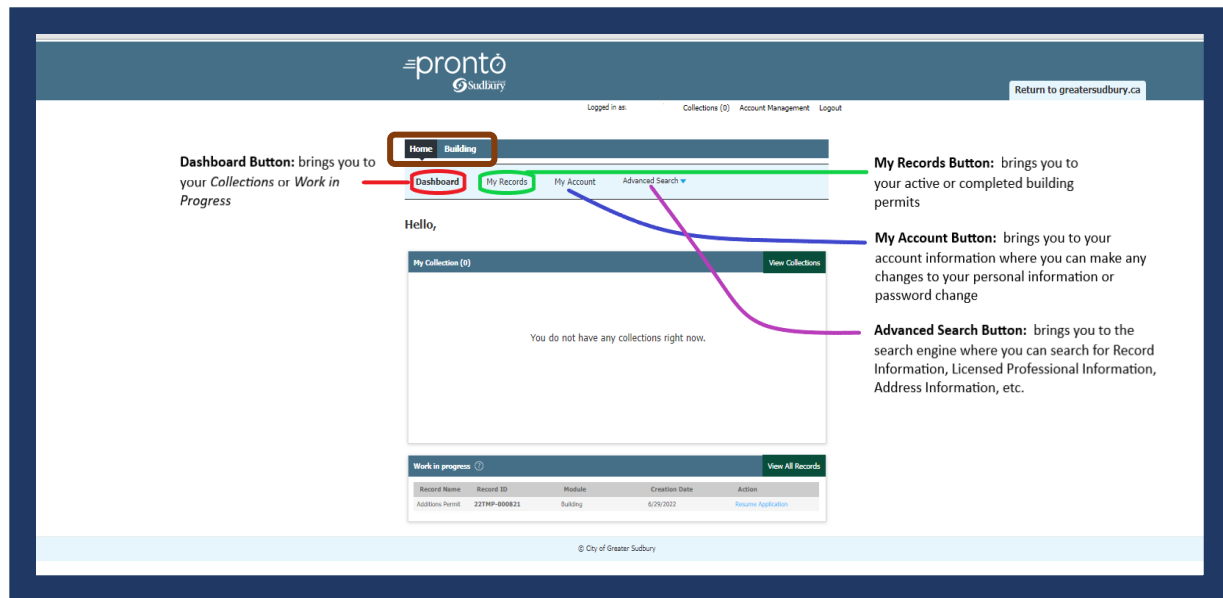 pronto
Sudbury
Return to greatersudbury.ca
Logged in as: Collections (0) Account Management Logout
Home Building
Dashboard My Records My Account Advanced Search
Dashboard Button: brings you to
your Collections or Work in
Progress
My Records Button: brings you to
your active or completed building
permits
Hello,
My Account Button: brings you to your
account information where you can make any
changes to your personal information or
password change
My Collection (0) View Collections
You do not have any collections right now.
Advanced Search Button: brings you to the
search engine where you can search for Record
Information, Licensed Professional Information,
Address Information, etc.
Work in progress ? View All Records
Record Name Record ID Module Creation Date Action
Additions Permit 22TMP-000821 Building 6/29/2022 Resume Application
© City of Greater Sudbury